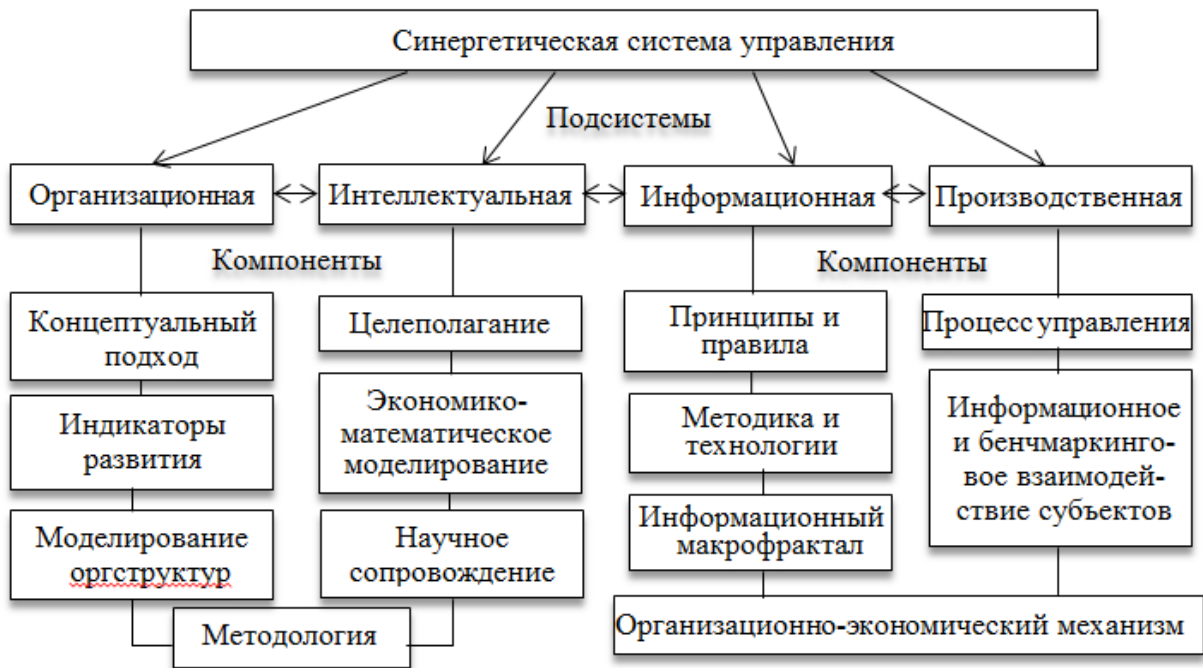 Синергетическая система управления
Подсистемы
Организационная
Интеллектуальная
Информационная
Производственная
Компоненты
Компоненты
Концептуальный
подход
Индикаторы
развития
Моделирование
оргструктур
Целеполагание
Экономико-
математическое
моделирование
Научное
сопровождение
Методология
Принципы и
правила
Методика и
технологии
Информационный
макрофрактал
Процесс управления
Информационное
и бенчмаркинго-
вое взаимодей-
ствие субъектов
Организационно-экономический механизм